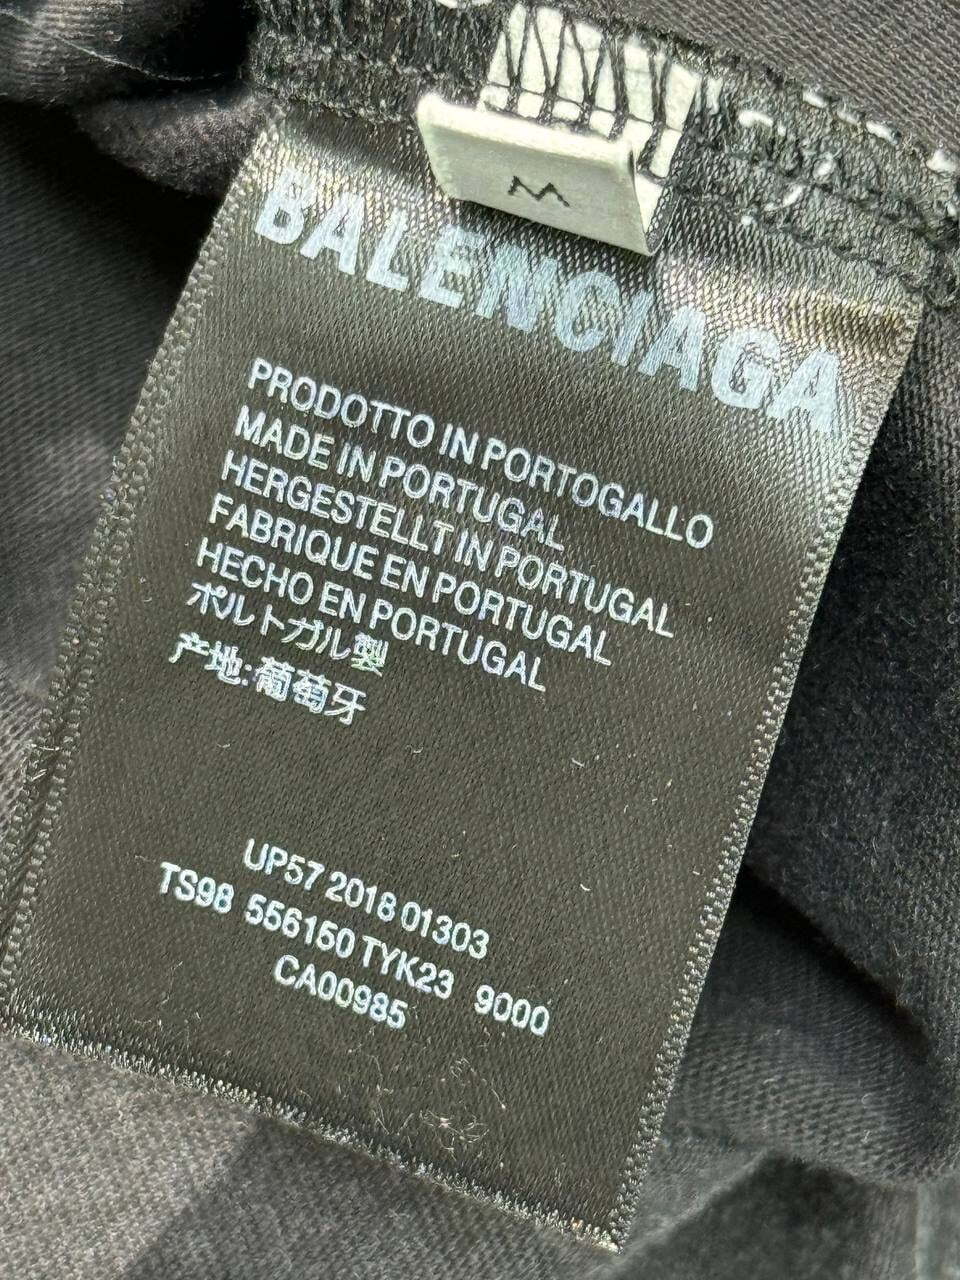 M
BALENCIAGA
PRODOTTO IN PORTOGALLO
MADE IN PORTUGAL
HERGESTELLT IN PORTUGAL
FABRIQUE EN PORTUGAL
HECHO EN PORTUGAL
ポルトガル製
产地:葡萄牙
UP57 2018 01303
TS98 556150 TYK23 9000
CA00985